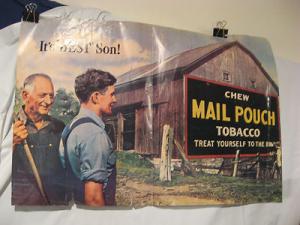 It's BEST Son!
CHEW
MAIL POUCH
TOBACCO
TREAT YOURSELF TO THE